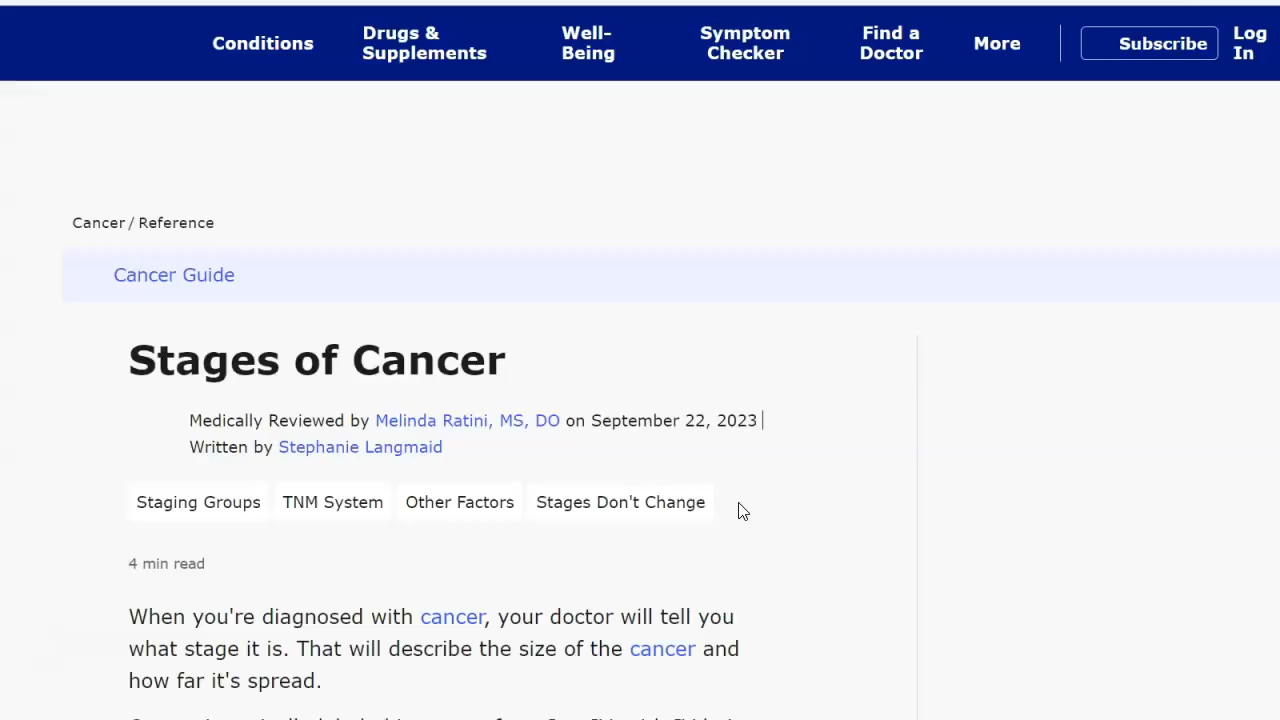 Conditions
Drugs & Supplements
Well-Being
Symptom Checker
Find a Doctor
More
Subscribe
Log In
Cancer / Reference
Cancer Guide
Stages of Cancer
Medically Reviewed by Melinda Ratini, MS, DO on September 22, 2023 |
Written by Stephanie Langmaid
Staging Groups TNM System Other Factors Stages Don't Change
4 min read
When you're diagnosed with cancer, your doctor will tell you
what stage it is. That will describe the size of the cancer and
how far it's spread.